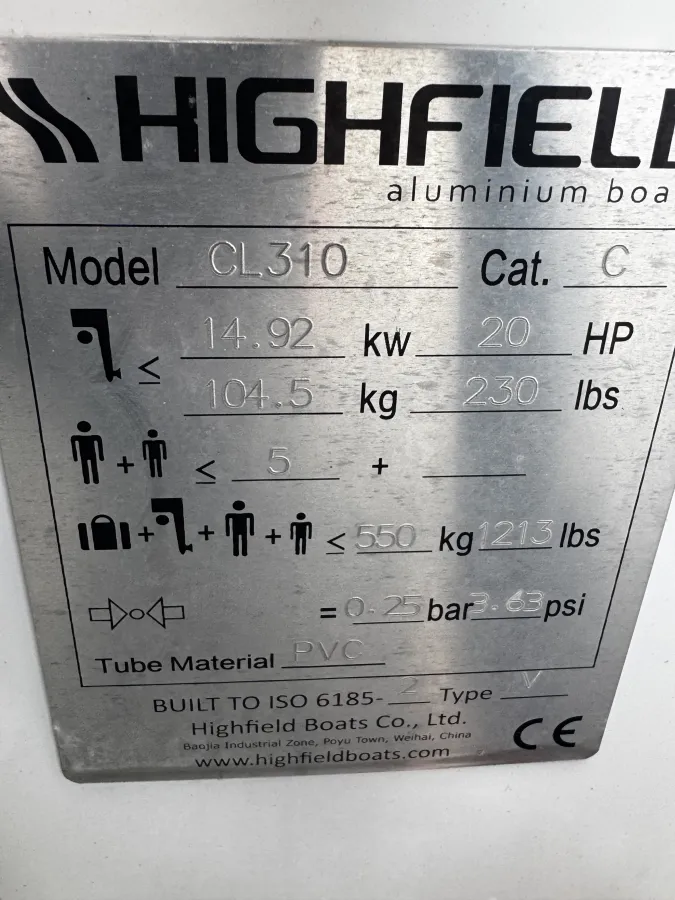 HIGHFIEL
aluminium boa
Model CL310 Cat. C
≤ 14.92 kw 20 HP
104.5 kg 230 lbs
+ ≤ 5 +
+ + + ≤ 550 kg 1213 lbs
= 0.25 bar 3.63 psi
Tube Material PVC
BUILT TO ISO 6185- 2 Type V
Highfield Boats Co., Ltd.
Baojia Industrial Zone, Poyu Town, Weihai, China
www.highfieldboats.com
CE